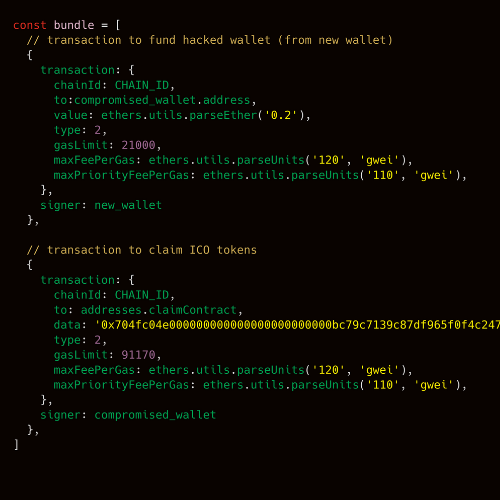 const bundle = [
// transaction to fund hacked wallet (from new wallet)
{
transaction: {
chainId: CHAIN_ID,
to:compromised_wallet.address,
value: ethers.utils.parseEther('0.2'),
type: 2,
gasLimit: 21000,
maxFeePerGas: ethers.utils.parseUnits('120', 'gwei'),
maxPriorityFeePerGas: ethers.utils.parseUnits('110', 'gwei'),
},
signer: new_wallet
},
// transaction to claim ICO tokens
{
transaction: {
chainId: CHAIN_ID,
to: addresses.claimContract,
data: '0x704fc04e000000000000000000000000bc79c7139c87df965f0f4c247
type: 2,
gasLimit: 91170,
maxFeePerGas: ethers.utils.parseUnits('120', 'gwei'),
maxPriorityFeePerGas: ethers.utils.parseUnits('110', 'gwei'),
},
signer: compromised_wallet
},
]